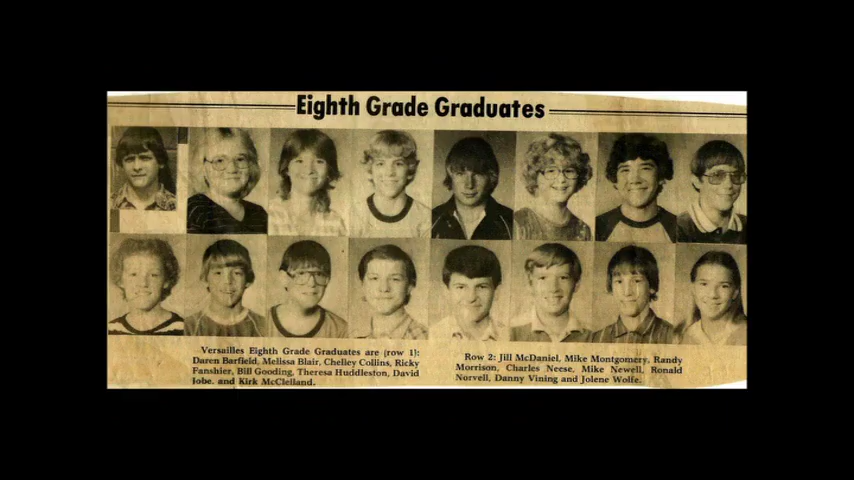 Eighth Grade Graduates
Versailles Eighth Grade Graduates are (row 1):
Daren Barfield, Melissa Blair, Chelley Collins, Ricky
Fanshier, Bill Gooding, Theresa Huddleston, David
Iobe, and Kirk McClelland.
Row 2: Jill McDaniel, Mike Montgomery, Randy
Morrison, Charles Neese, Mike Newell, Ronald
Norvell, Danny Vining and Jolene Wolfe.